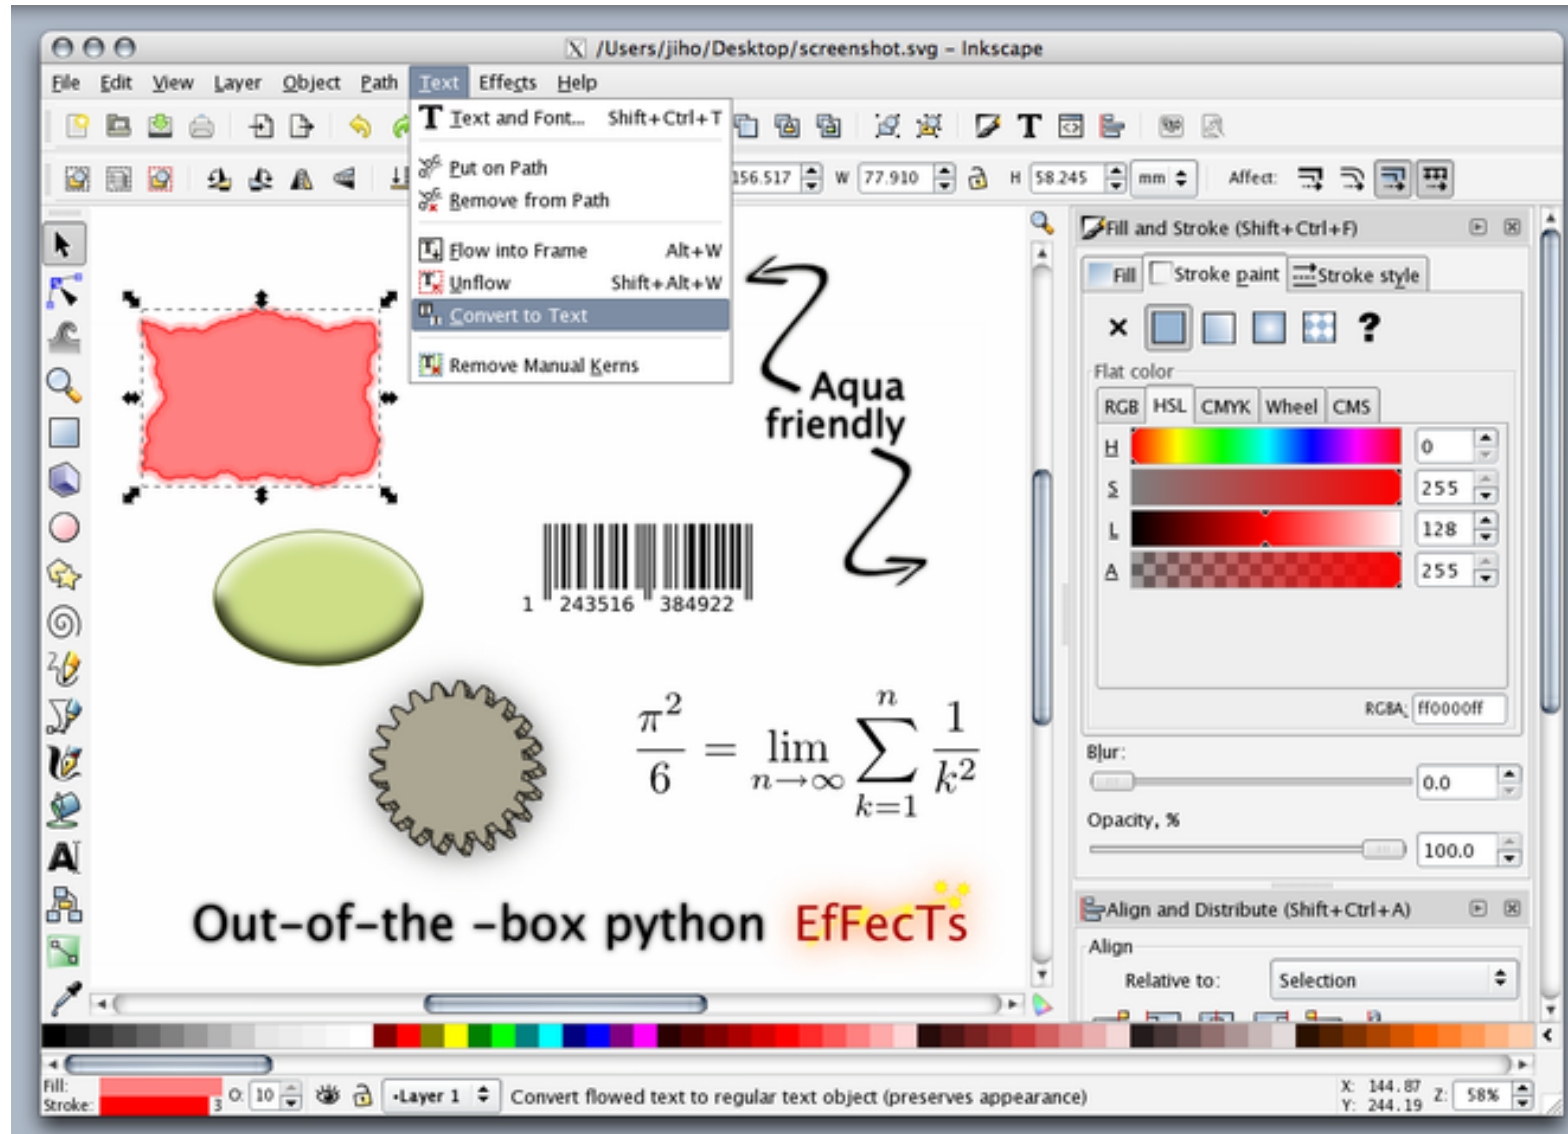 /Users/jiho/Desktop/screenshot.svg - Inkscape
File Edit View Layer Object Path Text Effects Help
Text and Font... Shift+Ctrl+T
Put on Path
Remove from Path
Flow into Frame Alt+W
Unflow Shift+Alt+W
Convert to Text
Remove Manual Kerns
156.517 W 77.910 H 58.245 mm Affect:
Aqua
friendly
1 243516 384922
π² / 6 = lim n→∞ ∑ k=1 n 1 / k²
Out-of-the -box python EfFecTs
Fill and Stroke (Shift+Ctrl+F)
Fill Stroke paint Stroke style
Flat color
RGB HSL CMYK Wheel CMS
H 0
S 255
L 128
A 255
RGBA: ff0000ff
Blur:
0.0
Opacity, %
100.0
Align and Distribute (Shift+Ctrl+A)
Align
Relative to: Selection
Fill:
Stroke: 3
O: 10 •Layer 1 Convert flowed text to regular text object (preserves appearance)
X: 144.87
Y: 244.19
Z: 58%